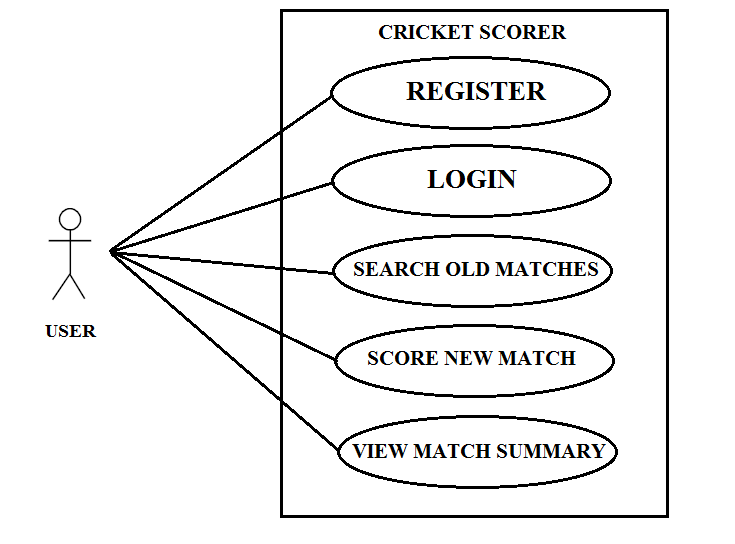 CRICKET SCORER
REGISTER
LOGIN
SEARCH OLD MATCHES
USER
SCORE NEW MATCH
VIEW MATCH SUMMARY